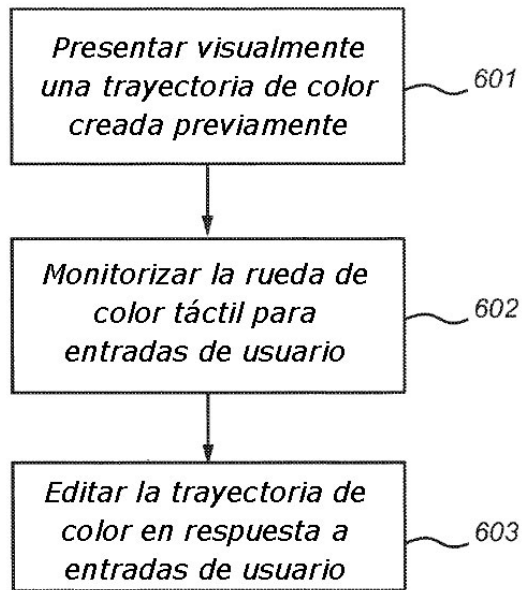 Presentar visualmente
una trayectoria de color
creada previamente
601
Monitorizar la rueda de
color táctil para
entradas de usuario
602
Editar la trayectoria de
color en respuesta a
entradas de usuario
603